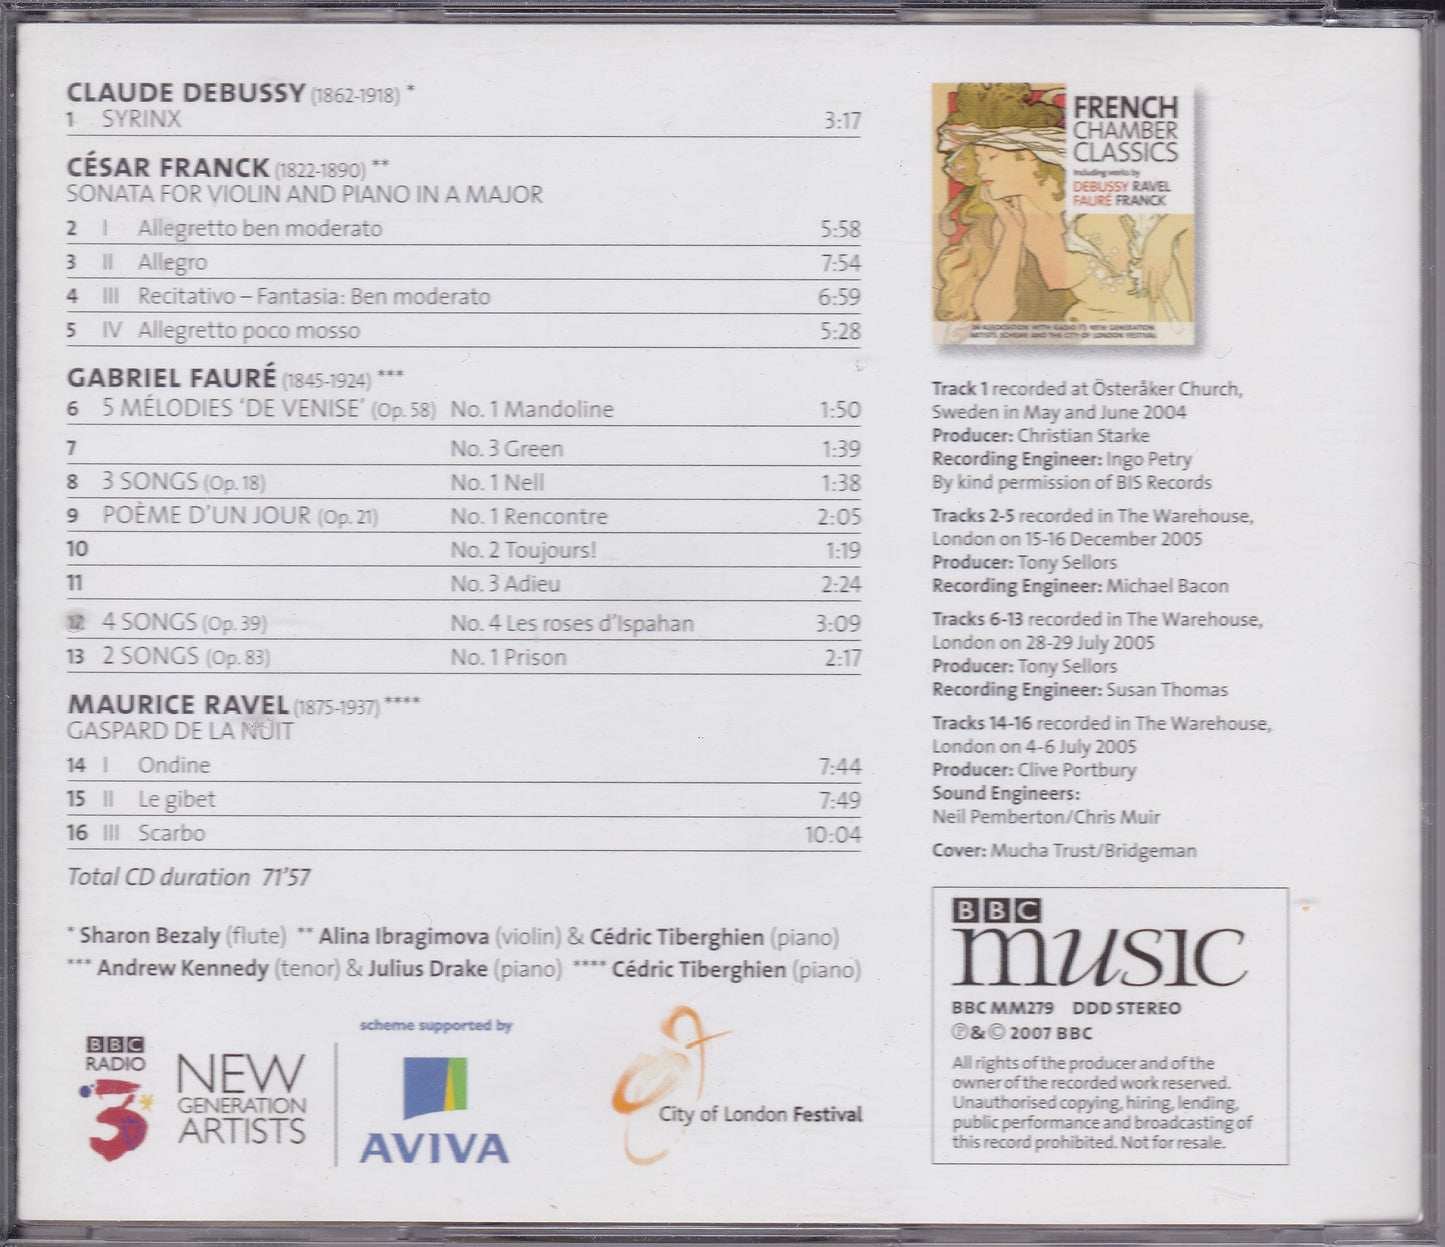 CLAUDE DEBUSSY (1862-1918) *
1 SYRINX 3:17
CÉSAR FRANCK (1822-1890) **
SONATA FOR VIOLIN AND PIANO IN A MAJOR
2 I Allegretto ben moderato 5:58
3 II Allegro 7:54
4 III Recitativo – Fantasia: Ben moderato 6:59
5 IV Allegretto poco mosso 5:28
GABRIEL FAURÉ (1845-1924) ***
6 5 MÉLODIES ‘DE VENISE’ (Op. 58) No. 1 Mandoline 1:50
7 No. 3 Green 1:39
8 3 SONGS (Op. 18) No. 1 Nell 1:38
9 POÈME D’UN JOUR (Op. 21) No. 1 Rencontre 2:05
10 No. 2 Toujours! 1:19
11 No. 3 Adieu 2:24
12 4 SONGS (Op. 39) No. 4 Les roses d’Ispahan 3:09
13 2 SONGS (Op. 83) No. 1 Prison 2:17
MAURICE RAVEL (1875-1937) ****
GASPARD DE LA NUIT
14 I Ondine 7:44
15 II Le gibet 7:49
16 III Scarbo 10:04
Total CD duration 71’57
* Sharon Bezaly (flute) ** Alina Ibragimova (violin) & Cédric Tiberghien (piano)
*** Andrew Kennedy (tenor) & Julius Drake (piano) **** Cédric Tiberghien (piano)
BBC
RADIO
3
NEW
GENERATION
ARTISTS
scheme supported by
AVIVA
City of London Festival
FRENCH
CHAMBER
CLASSICS
Including works by
DEBUSSY RAVEL
FAURÉ FRANCK
IN ASSOCIATION WITH RADIO 3'S NEW GENERATION
ARTISTS SCHEME AND THE CITY OF LONDON FESTIVAL
Track 1 recorded at Österåker Church,
Sweden in May and June 2004
Producer: Christian Starke
Recording Engineer: Ingo Petry
By kind permission of BIS Records
Tracks 2-5 recorded in The Warehouse,
London on 15-16 December 2005
Producer: Tony Sellors
Recording Engineer: Michael Bacon
Tracks 6-13 recorded in The Warehouse,
London on 28-29 July 2005
Producer: Tony Sellors
Recording Engineer: Susan Thomas
Tracks 14-16 recorded in The Warehouse,
London on 4-6 July 2005
Producer: Clive Portbury
Sound Engineers:
Neil Pemberton/Chris Muir
Cover: Mucha Trust/Bridgeman
BBC
music
BBC MM279 DDD STEREO
℗&© 2007 BBC
All rights of the producer and of the
owner of the recorded work reserved.
Unauthorised copying, hiring, lending,
public performance and broadcasting of
this record prohibited. Not for resale.